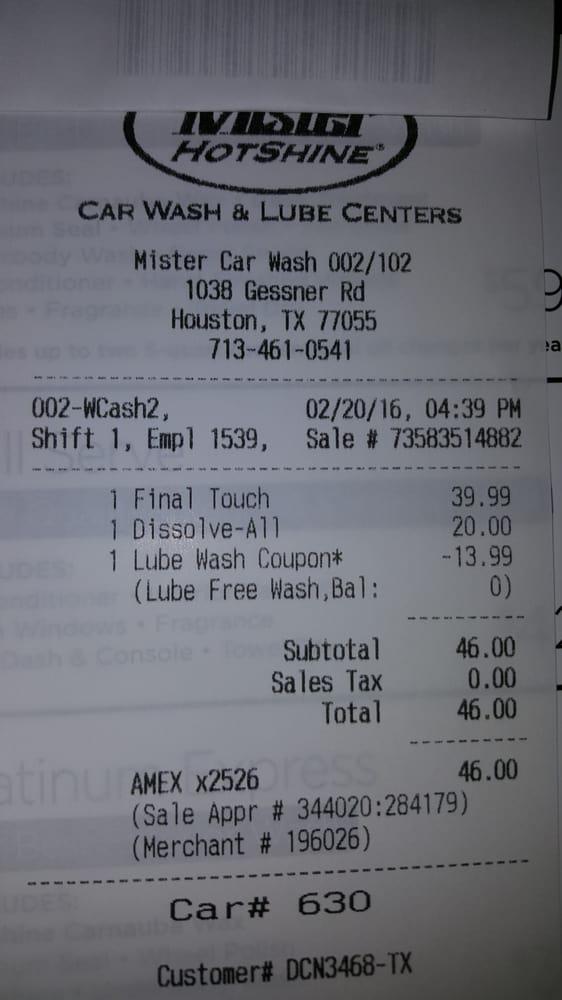 Mister
HOTSHINE®
CAR WASH & LUBE CENTERS
Mister Car Wash 002/102
1038 Gessner Rd
Houston, TX 77055
713-461-0541
002-WCash2, 02/20/16, 04:39 PM
Shift 1, Empl 1539, Sale # 73583514882
1 Final Touch 39.99
1 Dissolve-All 20.00
1 Lube Wash Coupon* -13.99
(Lube Free Wash,Bal: 0)
Subtotal 46.00
Sales Tax 0.00
Total 46.00
AMEX x2526 46.00
(Sale Appr # 344020:284179)
(Merchant # 196026)
Car# 630
Customer# DCN3468-TX